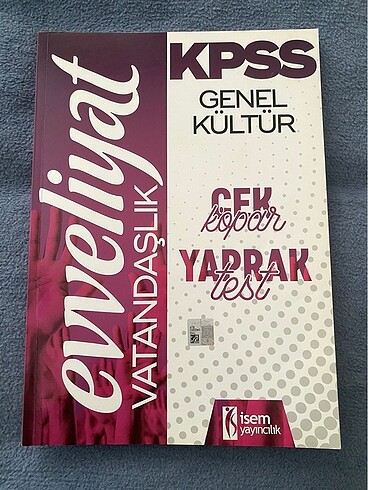 evveliyat
VATANDAŞLIK
KPSS
GENEL
KÜLTÜR
ÇEK
kopar
YAPRAK
test
isem
yayıncılık